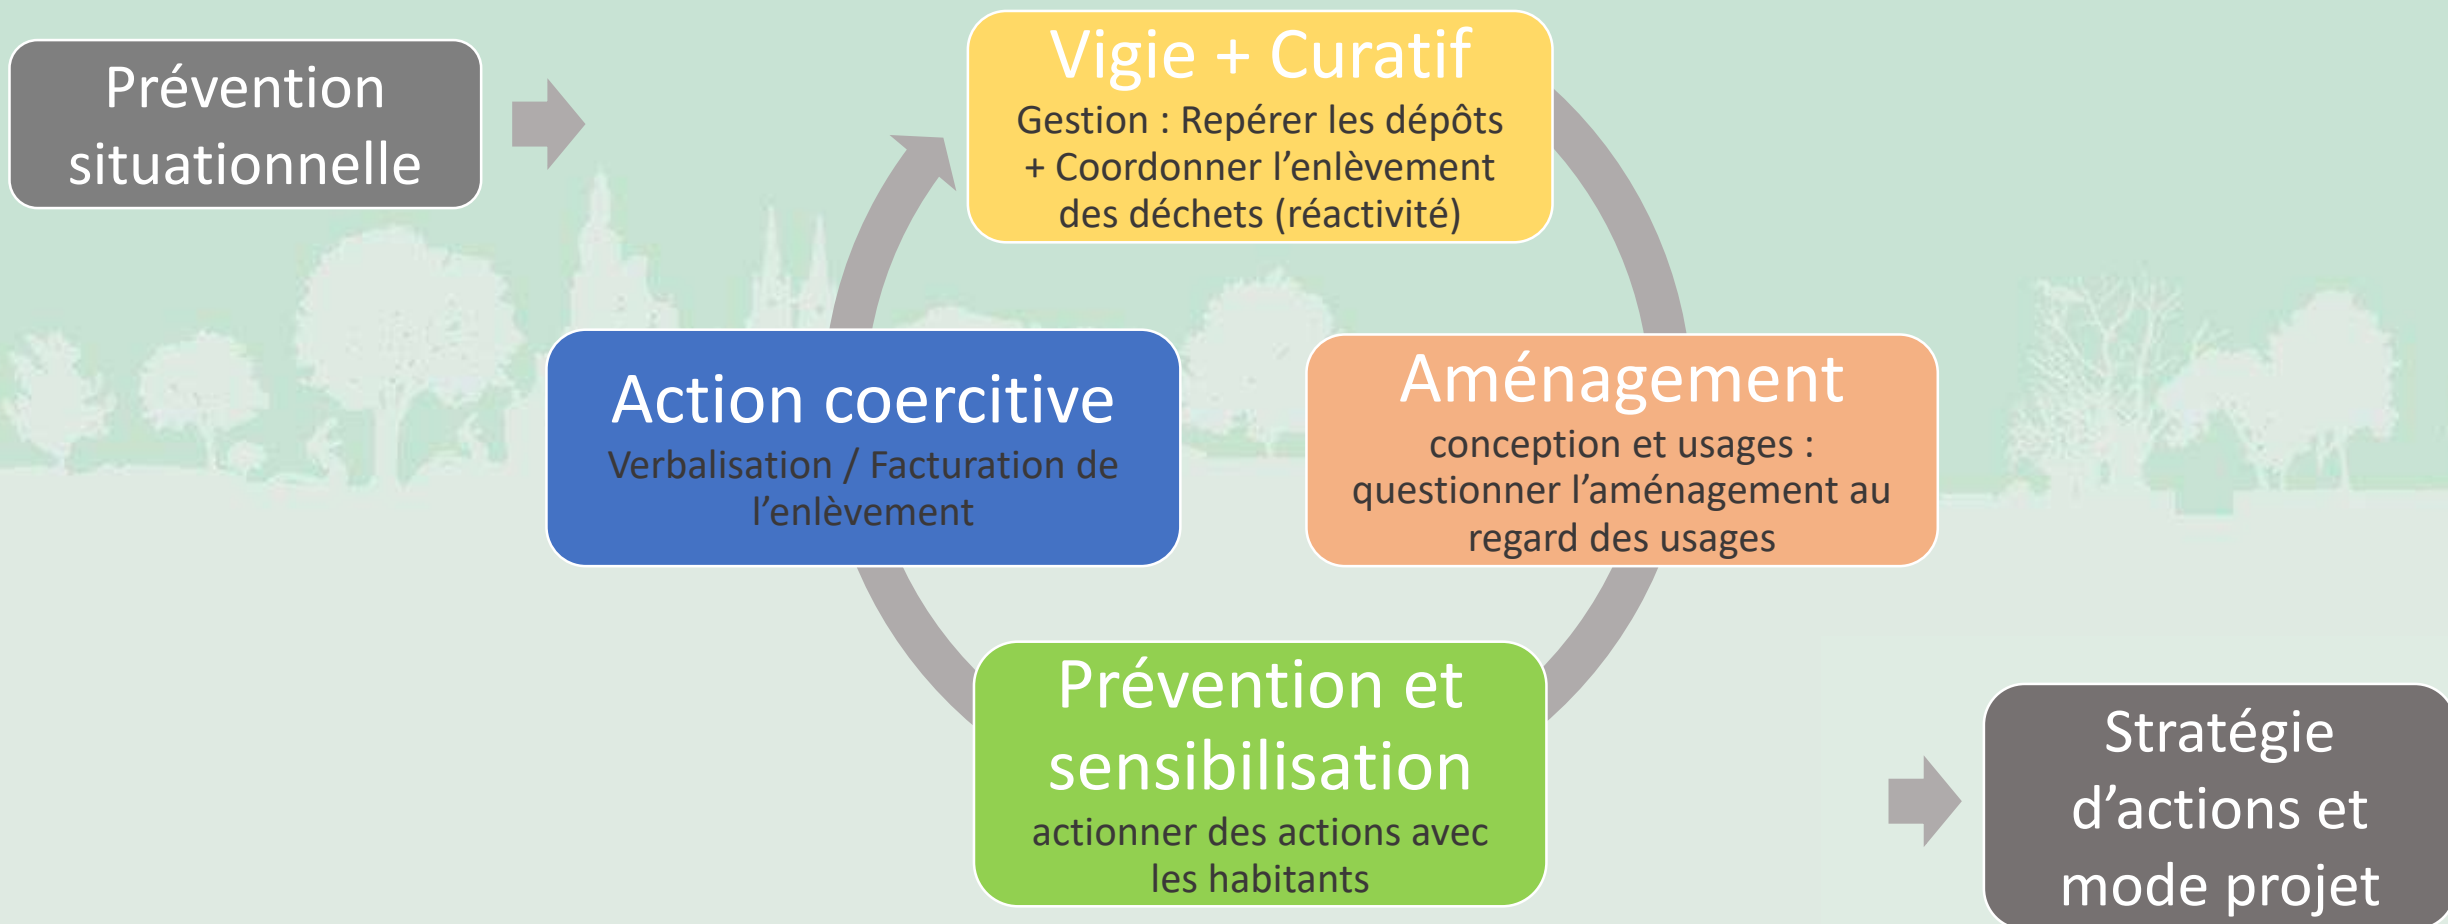 Prévention
situationnelle
Vigie + Curatif
Gestion : Repérer les dépôts
+ Coordonner l’enlèvement
des déchets (réactivité)
Action coercitive
Verbalisation / Facturation de
l’enlèvement
Aménagement
conception et usages :
questionner l’aménagement au
regard des usages
Prévention et
sensibilisation
actionner des actions avec
les habitants
Stratégie
d’actions et
mode projet